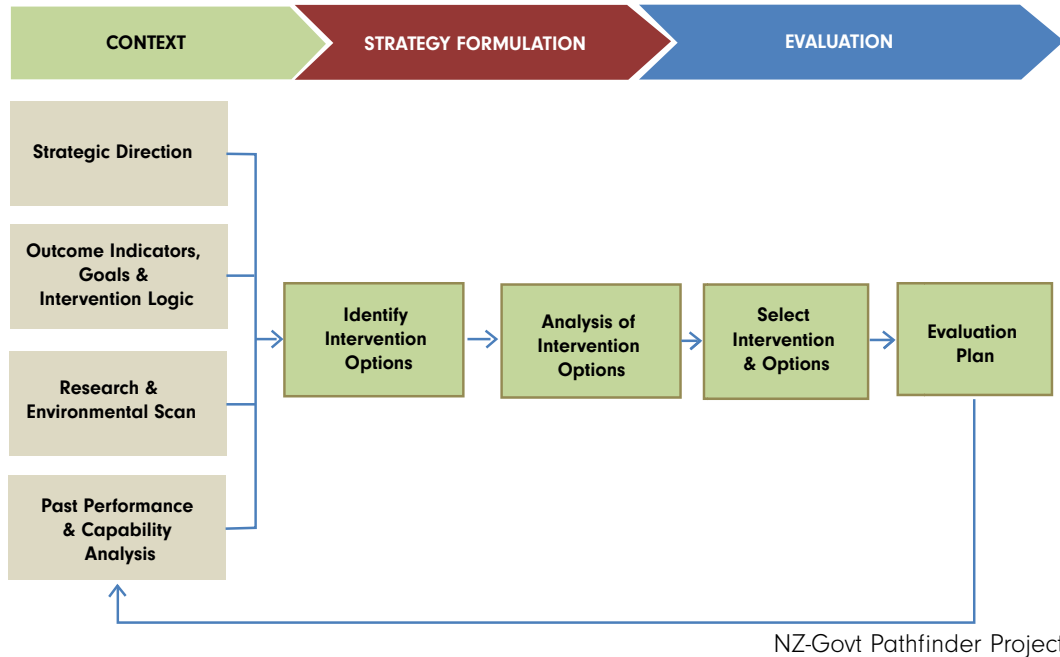 CONTEXT
STRATEGY FORMULATION
EVALUATION
Strategic Direction
Outcome Indicators,
Goals &
Intervention Logic
Research &
Environmental Scan
Past Performance
& Capability
Analysis
Identify
Intervention
Options
Analysis of
Intervention
Options
Select
Intervention
& Options
Evaluation
Plan
NZ-Govt Pathfinder Project